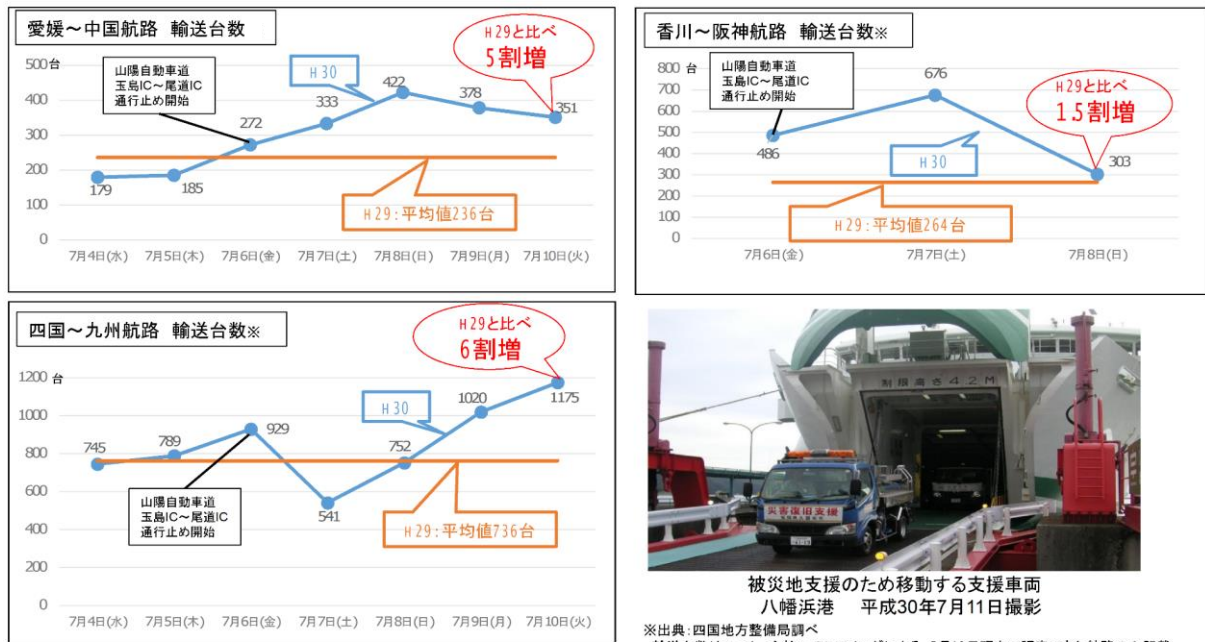 愛媛～中国航路 輸送台数
H29と比べ
5割増
500台
400
300
200
100
0
山陽自動車道
玉島IC～尾道IC
通行止め開始
H30
179
185
272
333
422
378
351
H29：平均値236台
7月4日(水)
7月5日(木)
7月6日(金)
7月7日(土)
7月8日(日)
7月9日(月)
7月10日(火)
香川～阪神航路 輸送台数※
800 台
700
600
500
400
300
200
100
0
山陽自動車道
玉島IC～尾道IC
通行止め開始
486
676
303
H29と比べ
1.5割増
H30
H29：平均値264台
7月6日(金)
7月7日(土)
7月8日(日)
四国～九州航路 輸送台数※
H29と比べ
6割増
1200 台
1000
800
600
400
200
0
745
789
929
541
752
1020
1175
H30
山陽自動車道
玉島IC～尾道IC
通行止め開始
H29：平均値736台
7月4日(水)
7月5日(木)
7月6日(金)
7月7日(土)
7月8日(日)
7月9日(月)
7月10日(火)
制限高さ4.2M
災害復旧支援
被災地支援のため移動する支援車両
八幡浜港 平成30年7月11日撮影
※出典：四国地方整備局調べ